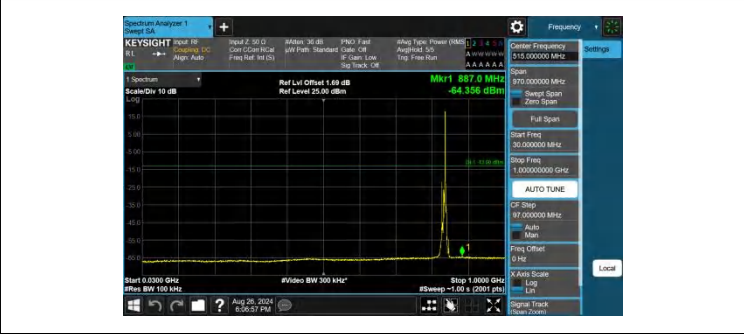 Spectrum Analyzer 1
Swept SA
+
Frequency
KEYSIGHT
Input: RF
Coupling: DC
Align: Auto
Input Z: 50 Ω
Corr CCorr RCal
Freq Ref: Int (S)
#Atten: 30 dB
µW Path: Standard
PNO: Fast
Gate: Off
IF Gain: Low
Sig Track: Off
#Avg Type: Power (RMS)
Avg|Hold: 5/5
Trig: Free Run
1 2 3 4 5 6
A W W W W W
A A A A A A
1 Spectrum
Scale/Div 10 dB
Log
Ref Lvl Offset 1.69 dB
Ref Level 25.00 dBm
Mkr1 887.0 MHz
-64.356 dBm
15.0
5.00
-5.00
-15.0
-25.0
-35.0
-45.0
-55.0
-65.0
1
Start 0.0300 GHz
#Res BW 100 kHz
#Video BW 300 kHz*
Stop 1.0000 GHz
#Sweep ~1.00 s (2001 pts)
Aug 26, 2024
6:06:57 PM
?
Center Frequency
515.000000 MHz
Settings
Span
970.000000 MHz
Swept Span
Zero Span
Full Span
Start Freq
30.000000 MHz
Stop Freq
1.000000000 GHz
AUTO TUNE
CF Step
97.000000 MHz
Auto
Man
Freq Offset
0 Hz
X Axis Scale
Log
Lin
Local
Signal Track
(Span Zoom)